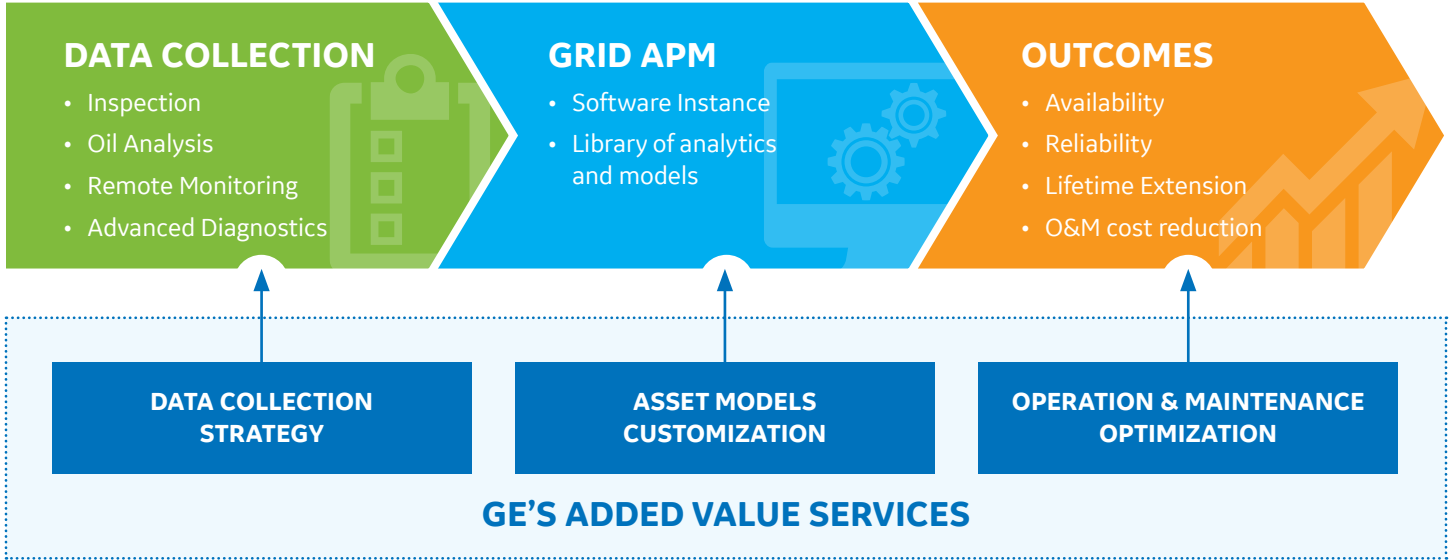 DATA COLLECTION
• Inspection
• Oil Analysis
• Remote Monitoring
• Advanced Diagnostics
GRID APM
• Software Instance
• Library of analytics
and models
OUTCOMES
• Availability
• Reliability
• Lifetime Extension
• O&M cost reduction
DATA COLLECTION
STRATEGY
ASSET MODELS
CUSTOMIZATION
OPERATION & MAINTENANCE
OPTIMIZATION
GE’S ADDED VALUE SERVICES